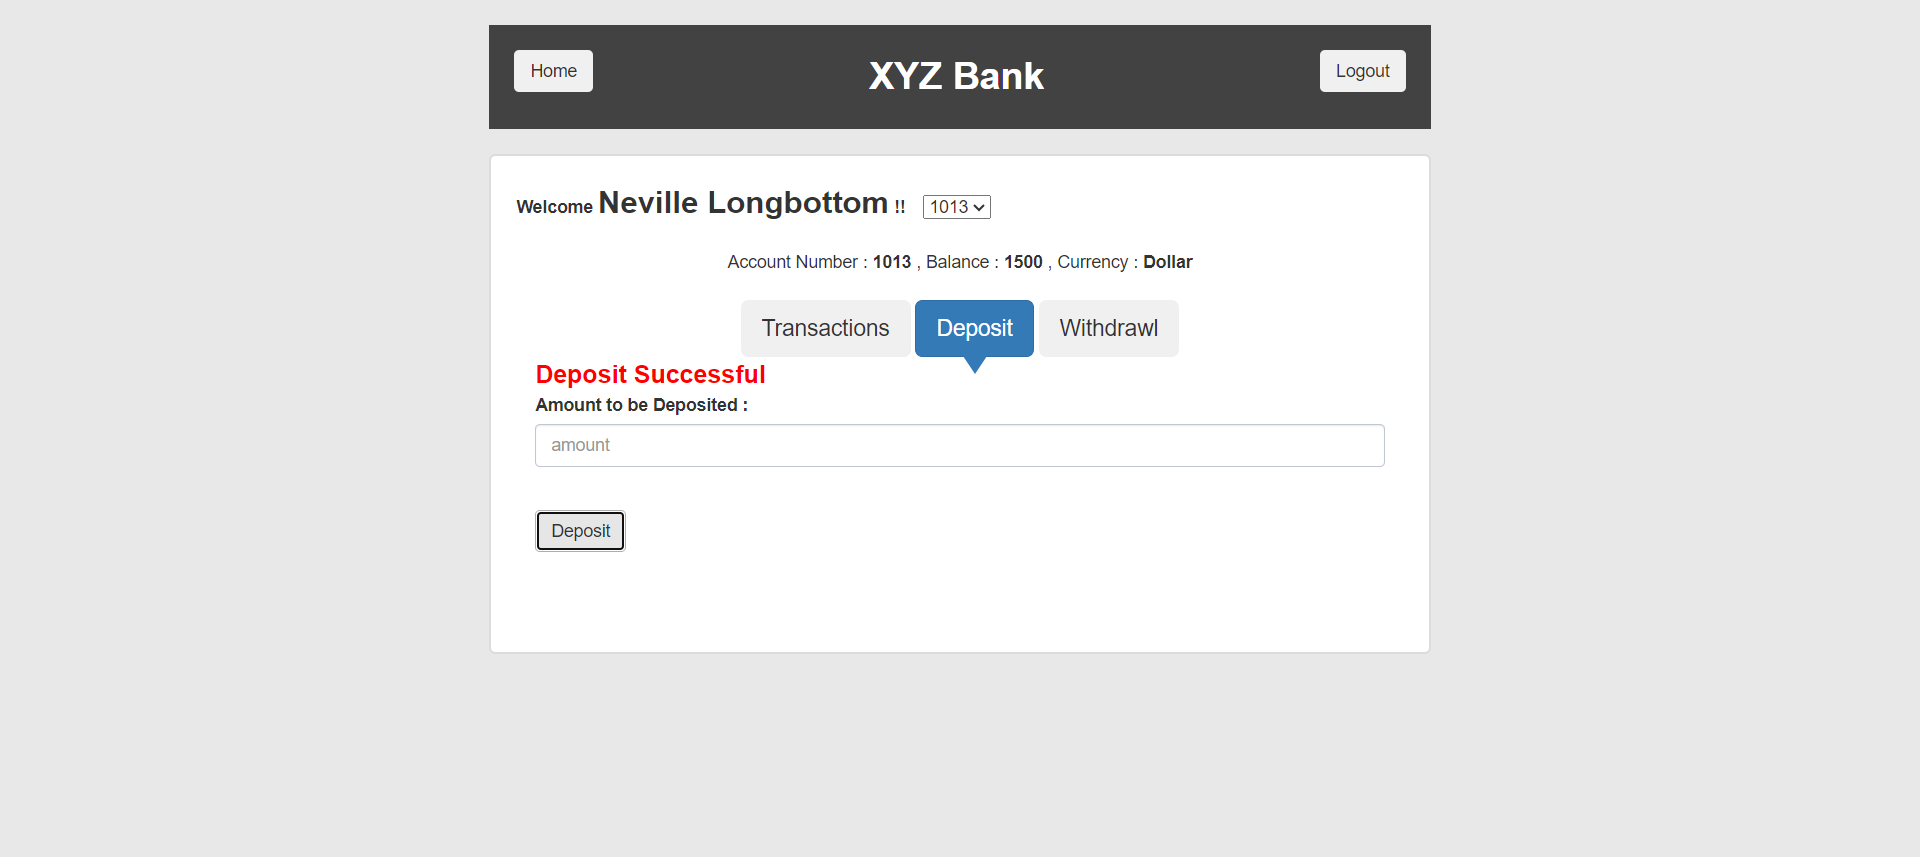 Home XYZ Bank Logout
Welcome Neville Longbottom !! 1013
Account Number : 1013 , Balance : 1500 , Currency : Dollar
Transactions Deposit Withdrawl
Deposit Successful
Amount to be Deposited :
amount
Deposit